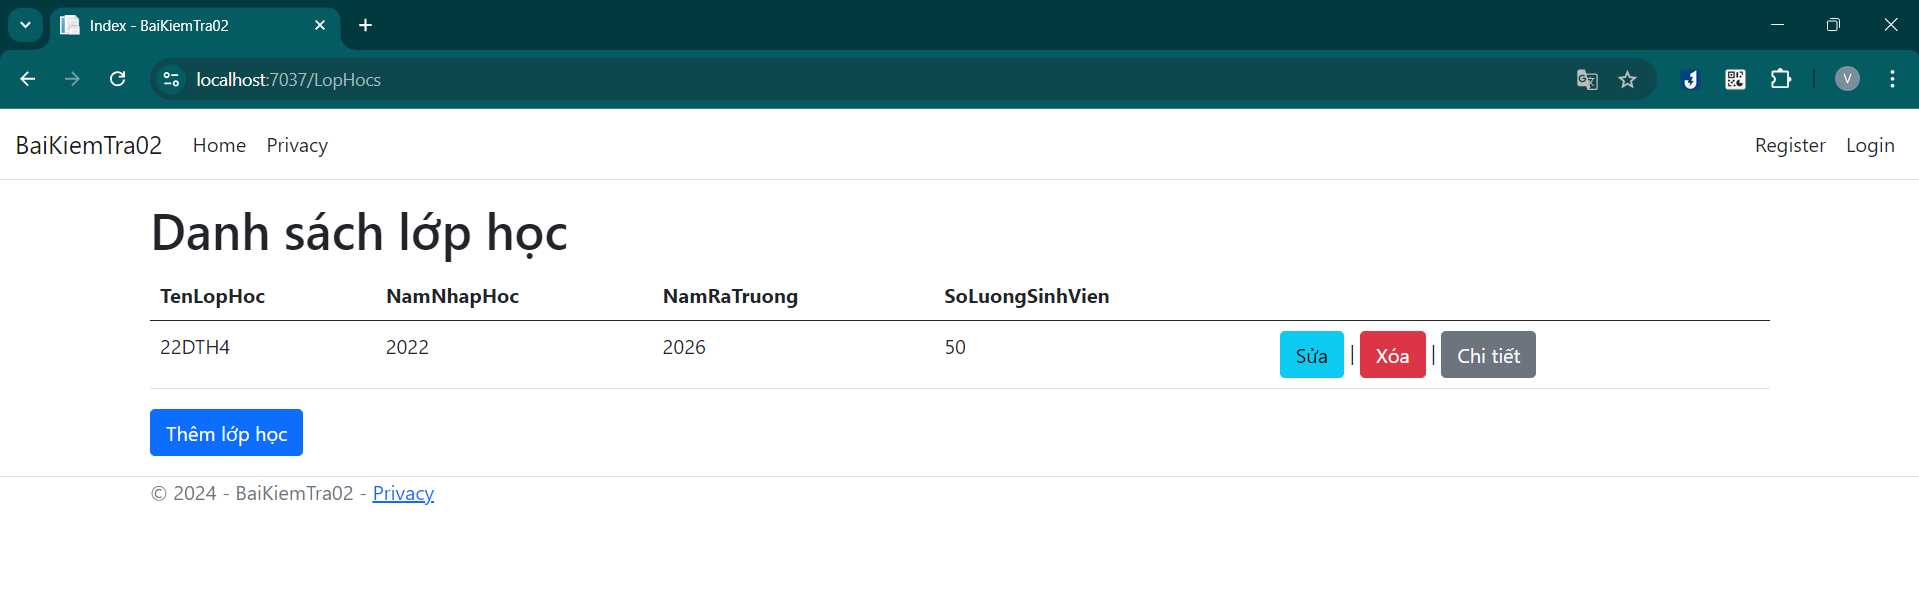 Index - BaiKiemTra02
localhost:7037/LopHocs
V
BaiKiemTra02 Home Privacy Register Login
Danh sách lớp học
TenLopHoc NamNhapHoc NamRaTruong SoLuongSinhVien
22DTH4 2022 2026 50 Sửa | Xóa | Chi tiết
Thêm lớp học
© 2024 - BaiKiemTra02 - Privacy